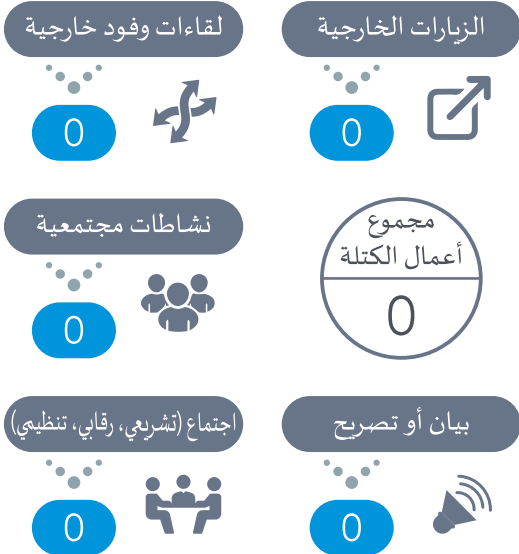 الزيارات الخارجية
0
لقاءات وفود خارجية
0
مجموع
أعمال الكتلة
0
نشاطات مجتمعية
0
بيان أو تصريح
0
اجتماع (تشريعي، رقابي، تنظيمي)
0